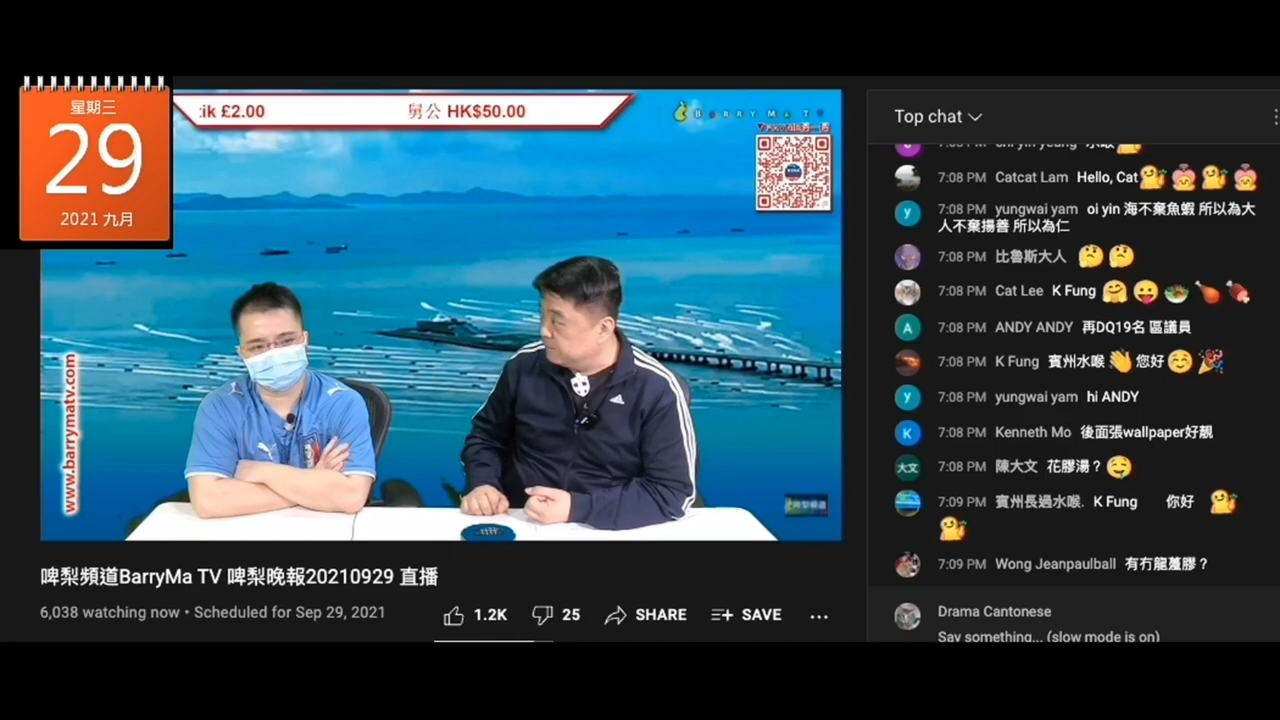 星期三
29
2021 九月
:ik £2.00
舅公 HK$50.00
BARRY MA TV
www.barrymatv.com
啤梨頻道
啤梨頻道BarryMa TV 啤梨晚報20210929 直播
6,038 watching now • Scheduled for Sep 29, 2021
1.2K
25
SHARE
SAVE
Top chat
7:08 PM Catcat Lam Hello, Cat
7:08 PM yungwai yam oi yin 海不棄魚蝦 所以為大
人不棄揚善 所以為仁
7:08 PM 比魯斯大人
7:08 PM Cat Lee K Fung
7:08 PM ANDY ANDY 再DQ19名 區議員
7:08 PM K Fung 賓州水喉 您好
7:08 PM yungwai yam hi ANDY
7:08 PM Kenneth Mo 後面張wallpaper好靚
7:08 PM 陳大文 花膠湯？
7:09 PM 賓州長過水喉. K Fung 你好
7:09 PM Wong Jeanpaulball 有冇龍躉膠？
Drama Cantonese
Say something... (slow mode is on)